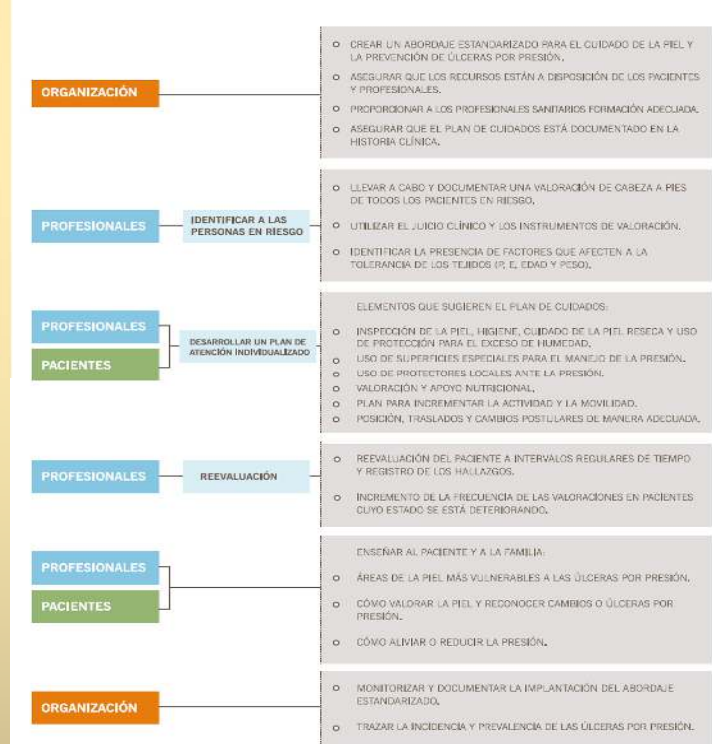 ORGANIZACIÓN
o CREAR UN ABORDAJE ESTANDARIZADO PARA EL CUIDADO DE LA PIEL Y
LA PREVENCIÓN DE ÚLCERAS POR PRESIÓN.
o ASEGURAR QUE LOS RECURSOS ESTÁN A DISPOSICIÓN DE LOS PACIENTES
Y PROFESIONALES.
o PROPORCIONAR A LOS PROFESIONALES SANITARIOS FORMACIÓN ADECUADA.
o ASEGURAR QUE EL PLAN DE CUIDADOS ESTÁ DOCUMENTADO EN LA
HISTORIA CLÍNICA.
PROFESIONALES
IDENTIFICAR A LAS
PERSONAS EN RIESGO
o LLEVAR A CABO Y DOCUMENTAR UNA VALORACIÓN DE CABEZA A PIES
DE TODOS LOS PACIENTES EN RIESGO.
o UTILIZAR EL JUICIO CLÍNICO Y LOS INSTRUMENTOS DE VALORACIÓN.
o IDENTIFICAR LA PRESENCIA DE FACTORES QUE AFECTEN A LA
TOLERANCIA DE LOS TEJIDOS (P. E. EDAD Y PESO).
PROFESIONALES
PACIENTES
DESARROLLAR UN PLAN DE
ATENCIÓN INDIVIDUALIZADO
ELEMENTOS QUE SUGIEREN EL PLAN DE CUIDADOS:
o INSPECCIÓN DE LA PIEL, HIGIENE, CUIDADO DE LA PIEL RESECA Y USO
DE PROTECCIÓN PARA EL EXCESO DE HUMEDAD.
o USO DE SUPERFICIES ESPECIALES PARA EL MANEJO DE LA PRESIÓN.
o USO DE PROTECTORES LOCALES ANTE LA PRESIÓN.
o VALORACIÓN Y APOYO NUTRICIONAL.
o PLAN PARA INCREMENTAR LA ACTIVIDAD Y LA MOVILIDAD.
o POSICIÓN, TRASLADOS Y CAMBIOS POSTULARES DE MANERA ADECUADA.
PROFESIONALES
REEVALUACIÓN
o REEVALUACIÓN DEL PACIENTE A INTERVALOS REGULARES DE TIEMPO
Y REGISTRO DE LOS HALLAZGOS.
o INCREMENTO DE LA FRECUENCIA DE LAS VALORACIONES EN PACIENTES
CUYO ESTADO SE ESTÁ DETERIORANDO.
PROFESIONALES
PACIENTES
ENSEÑAR AL PACIENTE Y A LA FAMILIA:
o ÁREAS DE LA PIEL MÁS VULNERABLES A LAS ÚLCERAS POR PRESIÓN.
o CÓMO VALORAR LA PIEL Y RECONOCER CAMBIOS O ÚLCERAS POR
PRESIÓN.
o CÓMO ALIVIAR O REDUCIR LA PRESIÓN.
ORGANIZACIÓN
o MONITORIZAR Y DOCUMENTAR LA IMPLANTACIÓN DEL ABORDAJE
ESTANDARIZADO.
o TRAZAR LA INCIDENCIA Y PREVALENCIA DE LAS ÚLCERAS POR PRESIÓN.